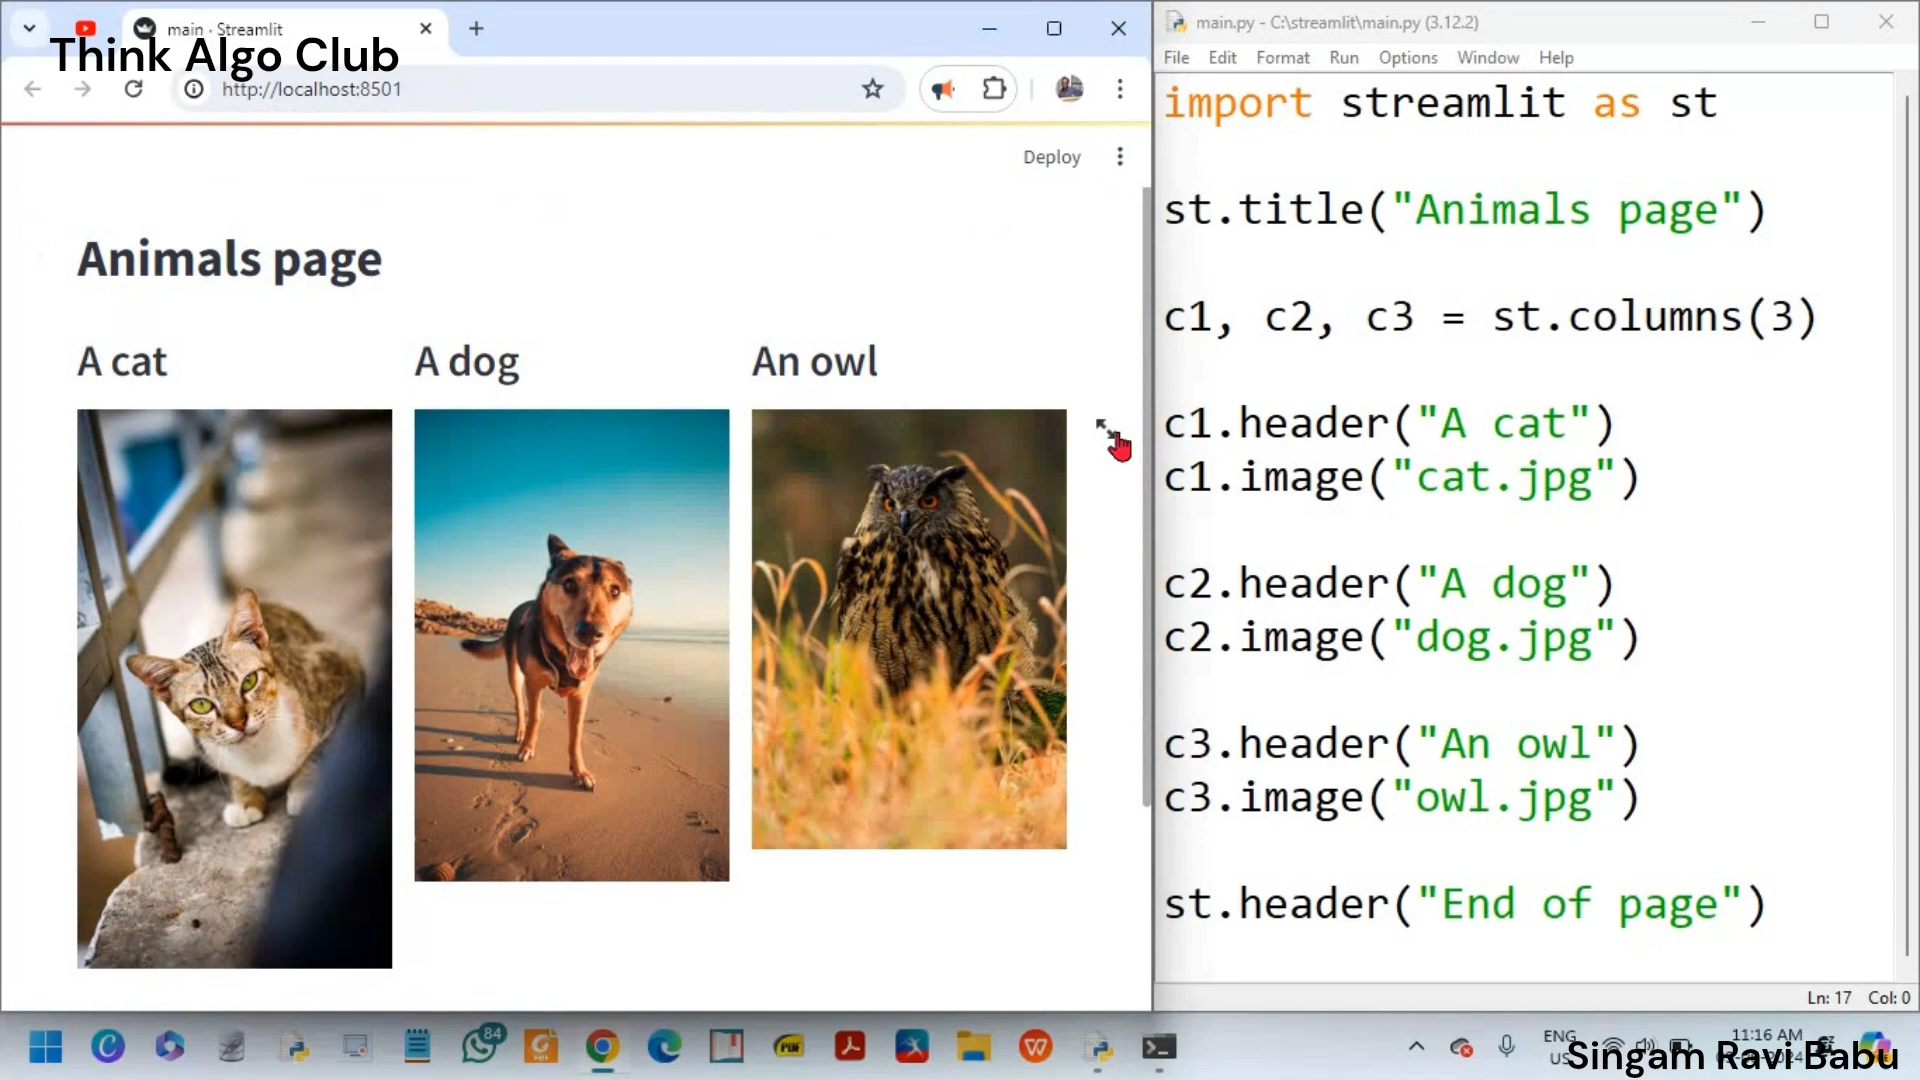 main · Streamlit
Think Algo Club
http://localhost:8501
Deploy
Animals page
A cat
A dog
An owl
main.py - C:\streamlit\main.py (3.12.2)
File Edit Format Run Options Window Help
import streamlit as st
st.title("Animals page")
c1, c2, c3 = st.columns(3)
c1.header("A cat")
c1.image("cat.jpg")
c2.header("A dog")
c2.image("dog.jpg")
c3.header("An owl")
c3.image("owl.jpg")
st.header("End of page")
Ln: 17 Col: 0
84
PDF
ENG
US
11:16 AM
Singam Ravi Babu